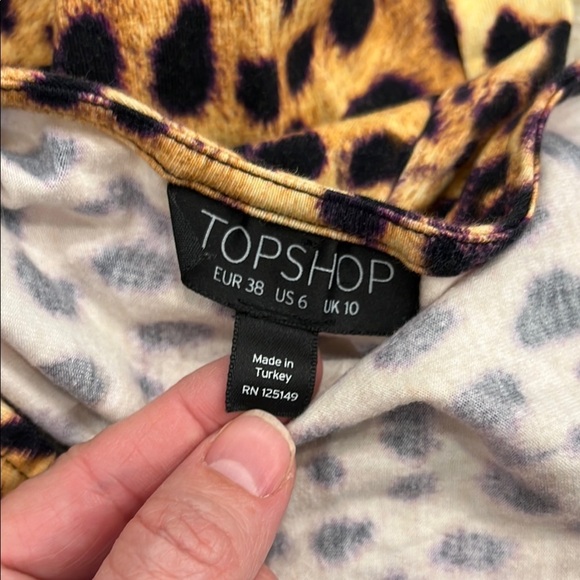 TOPSHOP
EUR 38 US 6 UK 10
Made in
Turkey
RN 125149